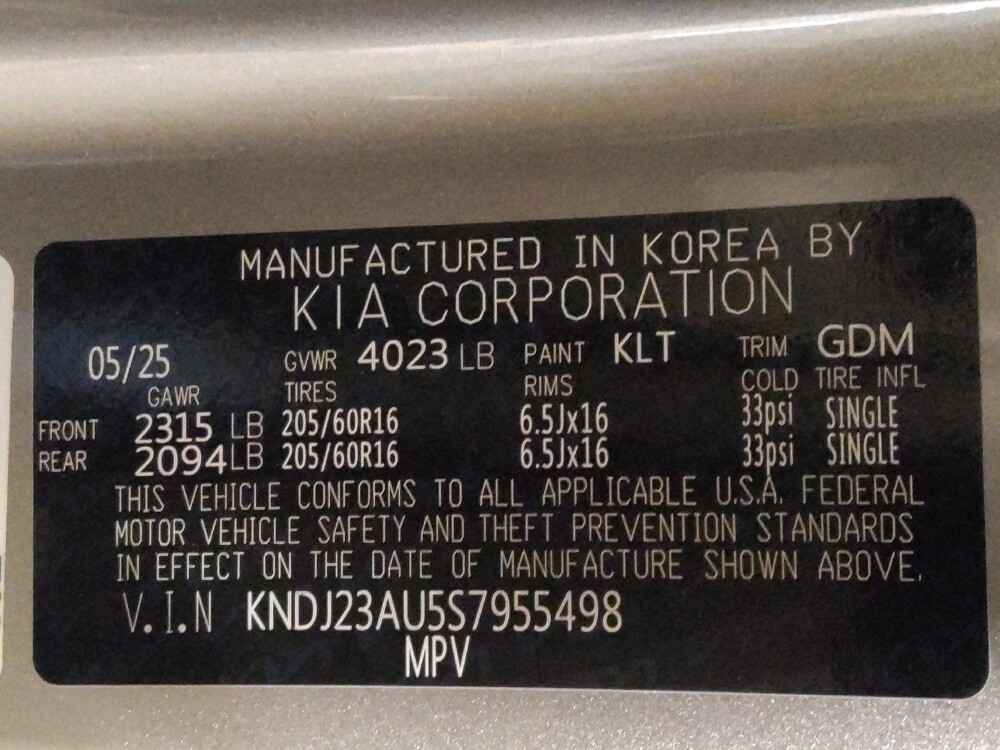 MANUFACTURED IN KOREA BY
KIA CORPORATION
05/25 GVWR 4023 LB PAINT KLT TRIM GDM
GAWR TIRES RIMS COLD TIRE INFL
FRONT 2315 LB 205/60R16 6.5Jx16 33psi SINGLE
REAR 2094 LB 205/60R16 6.5Jx16 33psi SINGLE
THIS VEHICLE CONFORMS TO ALL APPLICABLE U.S.A. FEDERAL
MOTOR VEHICLE SAFETY AND THEFT PREVENTION STANDARDS
IN EFFECT ON THE DATE OF MANUFACTURE SHOWN ABOVE.
V.I.N KNDJ23AU5S7955498
MPV